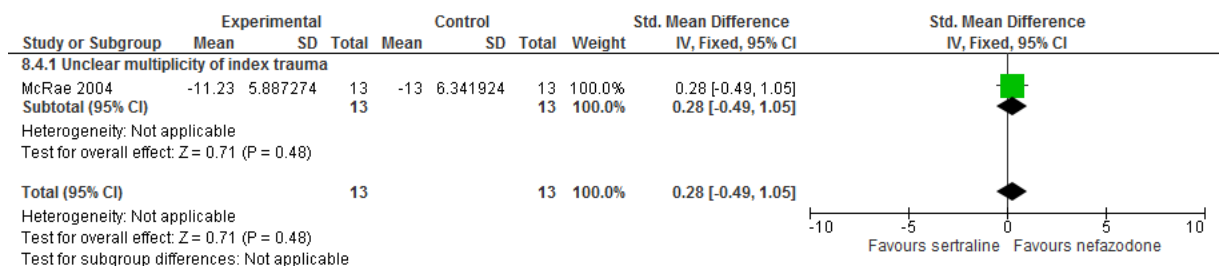 Experimental Control Std. Mean Difference Std. Mean Difference
Study or Subgroup Mean SD Total Mean SD Total Weight IV, Fixed, 95% CI IV, Fixed, 95% CI
8.4.1 Unclear multiplicity of index trauma
McRae 2004 -11.23 5.887274 13 -13 6.341924 13 100.0% 0.28 [-0.49, 1.05]
Subtotal (95% CI) 13 13 100.0% 0.28 [-0.49, 1.05]
Heterogeneity: Not applicable
Test for overall effect: Z = 0.71 (P = 0.48)
Total (95% CI) 13 13 100.0% 0.28 [-0.49, 1.05]
Heterogeneity: Not applicable
Test for overall effect: Z = 0.71 (P = 0.48)
Test for subgroup differences: Not applicable
-10 -5 0 5 10
Favours sertraline Favours nefazodone